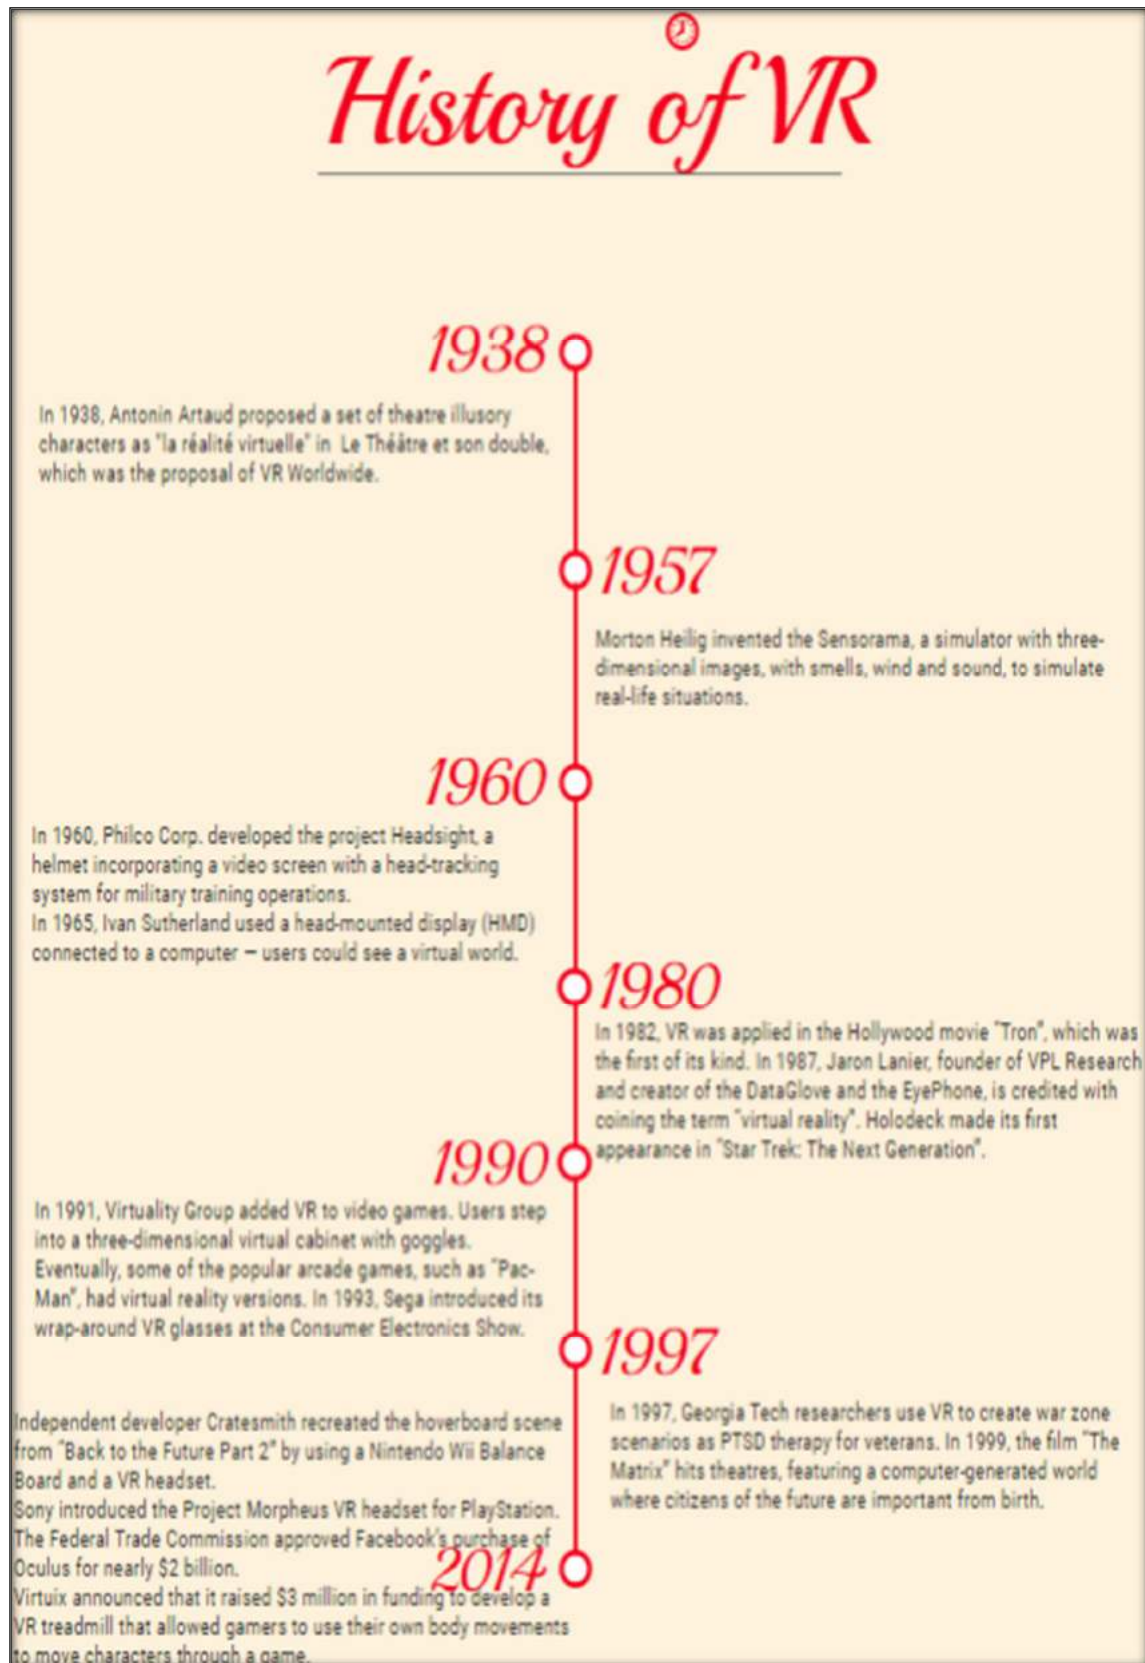 History of VR
1938
In 1938, Antonin Artaud proposed a set of theatre illusory
characters as "la réalité virtuelle" in Le Théâtre et son double,
which was the proposal of VR Worldwide.
1957
Morton Heilig invented the Sensorama, a simulator with three-
dimensional images, with smells, wind and sound, to simulate
real-life situations.
1960
In 1960, Philco Corp. developed the project Headsight, a
helmet incorporating a video screen with a head-tracking
system for military training operations.
In 1965, Ivan Sutherland used a head-mounted display (HMD)
connected to a computer – users could see a virtual world.
1980
In 1982, VR was applied in the Hollywood movie "Tron", which was
the first of its kind. In 1987, Jaron Lanier, founder of VPL Research
and creator of the DataGlove and the EyePhone, is credited with
coining the term "virtual reality". Holodeck made its first
appearance in "Star Trek: The Next Generation".
1990
In 1991, Virtuality Group added VR to video games. Users step
into a three-dimensional virtual cabinet with goggles.
Eventually, some of the popular arcade games, such as "Pac-
Man", had virtual reality versions. In 1993, Sega introduced its
wrap-around VR glasses at the Consumer Electronics Show.
1997
In 1997, Georgia Tech researchers use VR to create war zone
scenarios as PTSD therapy for veterans. In 1999, the film "The
Matrix" hits theatres, featuring a computer-generated world
where citizens of the future are important from birth.
2014
Independent developer Cratesmith recreated the hoverboard scene
from "Back to the Future Part 2" by using a Nintendo Wii Balance
Board and a VR headset.
Sony introduced the Project Morpheus VR headset for PlayStation.
The Federal Trade Commission approved Facebook's purchase of
Oculus for nearly $2 billion.
Virtuix announced that it raised $3 million in funding to develop a
VR treadmill that allowed gamers to use their own body movements
to move characters through a game.